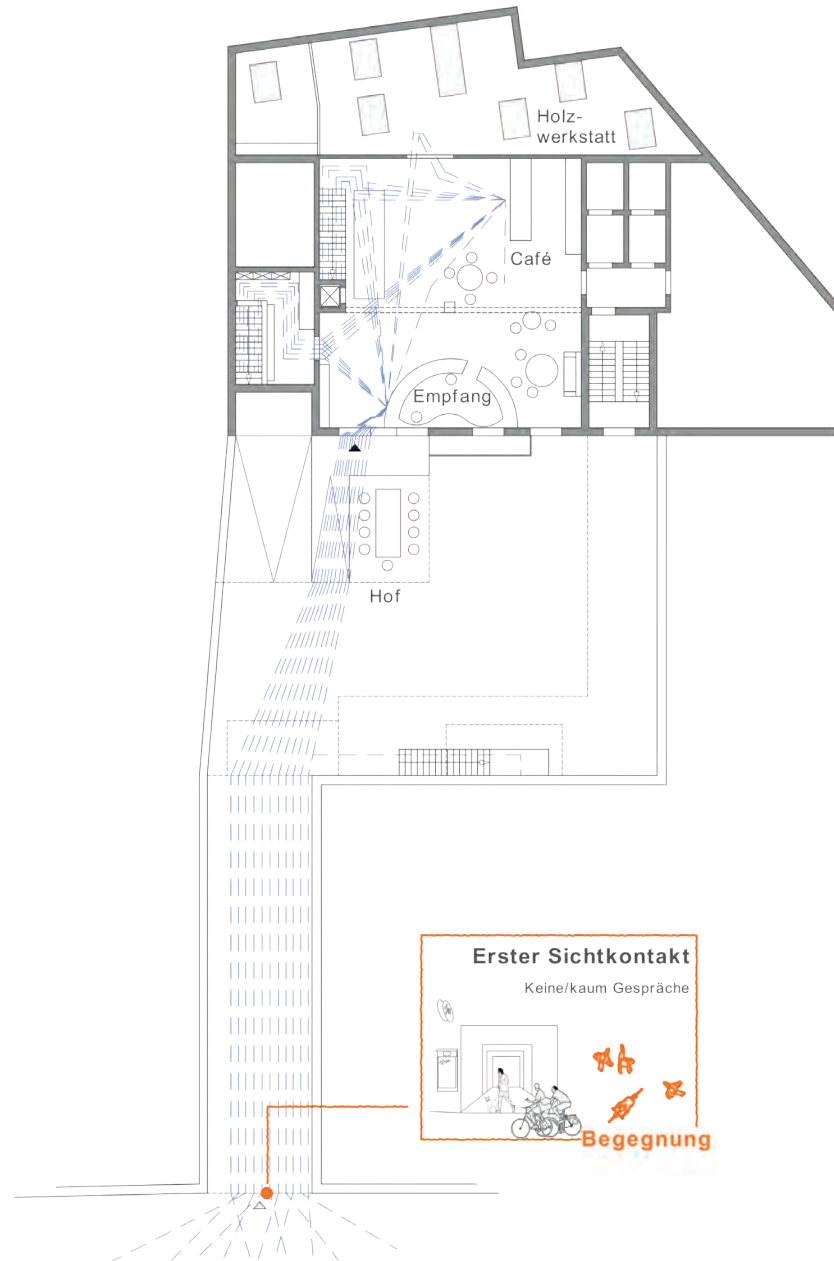 Holz-
werkstatt
Café
Empfang
Hof
Erster Sichtkontakt
Keine/kaum Gespräche
Begegnung